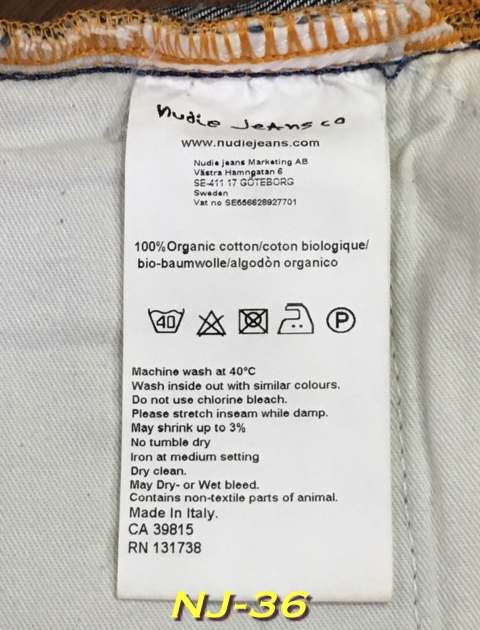 nudie jeans co
www.nudiejeans.com
Nudie jeans Marketing AB
Västra Hamngatan 6
SE-411 17 GÖTEBORG
Sweden
Vat no SE556628927701
100%Organic cotton/coton biologique/
bio-baumwolle/algodòn organico
40 P
Machine wash at 40°C
Wash inside out with similar colours.
Do not use chlorine bleach.
Please stretch inseam while damp.
May shrink up to 3%
No tumble dry
Iron at medium setting
Dry clean.
May Dry- or Wet bleed.
Contains non-textile parts of animal.
Made In Italy.
CA 39815
RN 131738
NJ-36